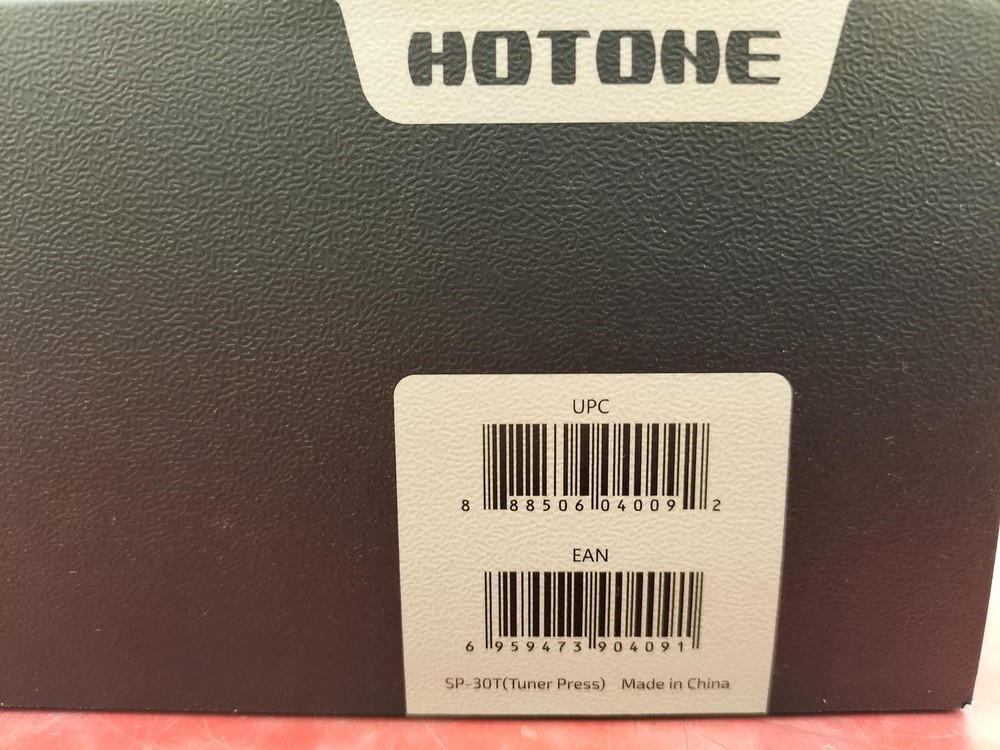 HOTONE
UPC
8 88506 04009 2
EAN
6 959473 904091
SP-30T(Tuner Press) Made in China